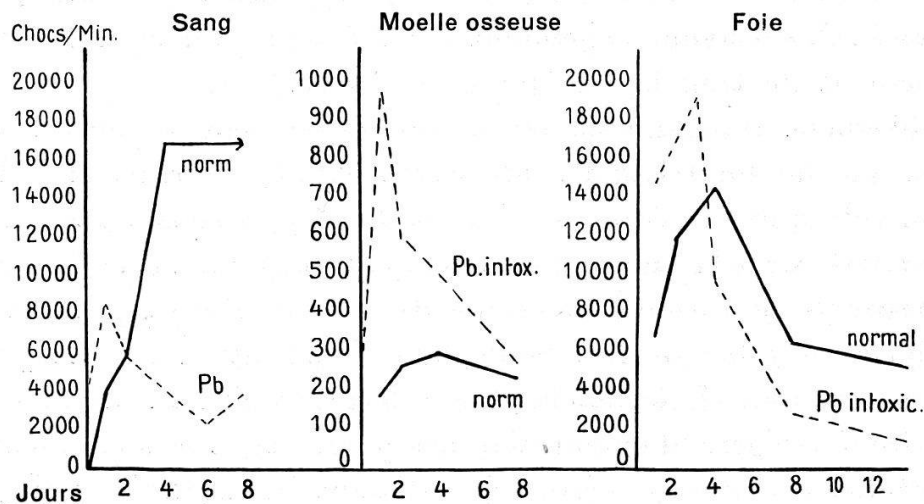 Sang
Moelle osseuse
Foie
Chocs/Min.
20000
18000
16000
14000
12000
10000
8000
6000
4000
2000
0
norm
Pb
Jours
2 4 6 8
1000
900
800
700
600
500
400
300
200
100
0
Pb.intox.
norm
2 4 6 8
20000
18000
16000
14000
12000
10000
8000
6000
4000
2000
0
normal
Pb intoxic.
2 4 6 8 10 12